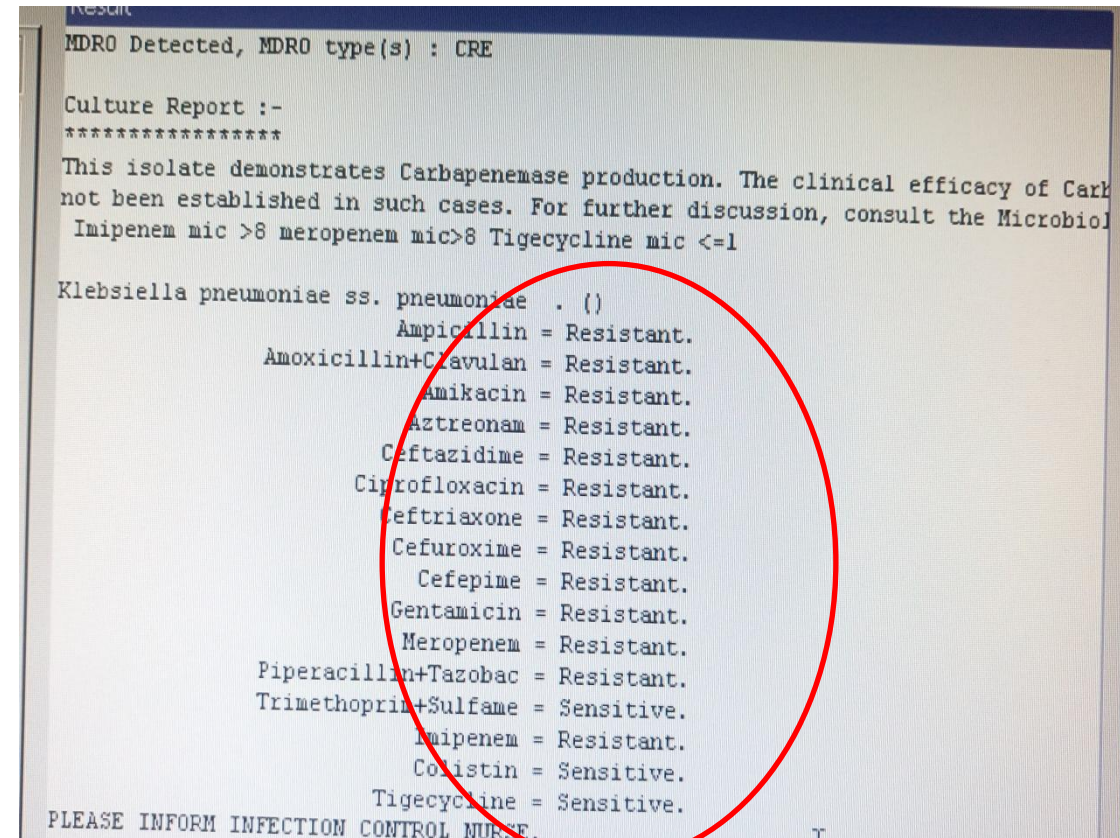 Result
MDRO Detected, MDRO type(s) : CRE
Culture Report :-
*****************
This isolate demonstrates Carbapenemase production. The clinical efficacy of Carb
not been established in such cases. For further discussion, consult the Microbiol
Imipenem mic >8 meropenem mic>8 Tigecycline mic <=1
Klebsiella pneumoniae ss. pneumoniae . ()
Ampicillin = Resistant.
Amoxicillin+Clavulan = Resistant.
Amikacin = Resistant.
Aztreonam = Resistant.
Ceftazidime = Resistant.
Ciprofloxacin = Resistant.
Ceftriaxone = Resistant.
Cefuroxime = Resistant.
Cefepime = Resistant.
Gentamicin = Resistant.
Meropenem = Resistant.
Piperacillin+Tazobac = Resistant.
Trimethoprim+Sulfame = Sensitive.
Imipenem = Resistant.
Colistin = Sensitive.
Tigecycline = Sensitive.
PLEASE INFORM INFECTION CONTROL NURSE.